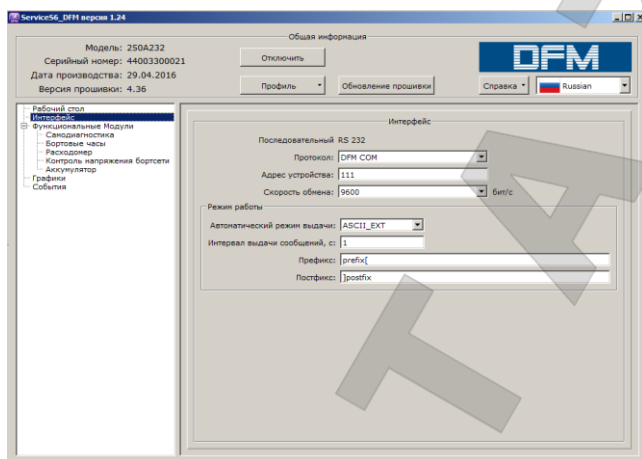 ServiceS6_DFM версия 1.24
Общая информация
Модель: 250A232
Серийный номер: 44003300021
Дата производства: 29.04.2016
Версия прошивки: 4.36
Отключить
Профиль
Обновление прошивки
DFM
Справка
Russian
Рабочий стол
Интерфейс
Функциональные Модули
Самодиагностика
Бортовые часы
Расходомер
Контроль напряжения бортсети
Аккумулятор
Графики
События
Интерфейс
Последовательный RS 232
Протокол: DFM COM
Адрес устройства: 111
Скорость обмена: 9600 бит/с
Режим работы
Автоматический режим выдачи: ASCII_EXT
Интервал выдачи сообщений, с: 1
Префикс: prefix[
Постфикс: ]postfix